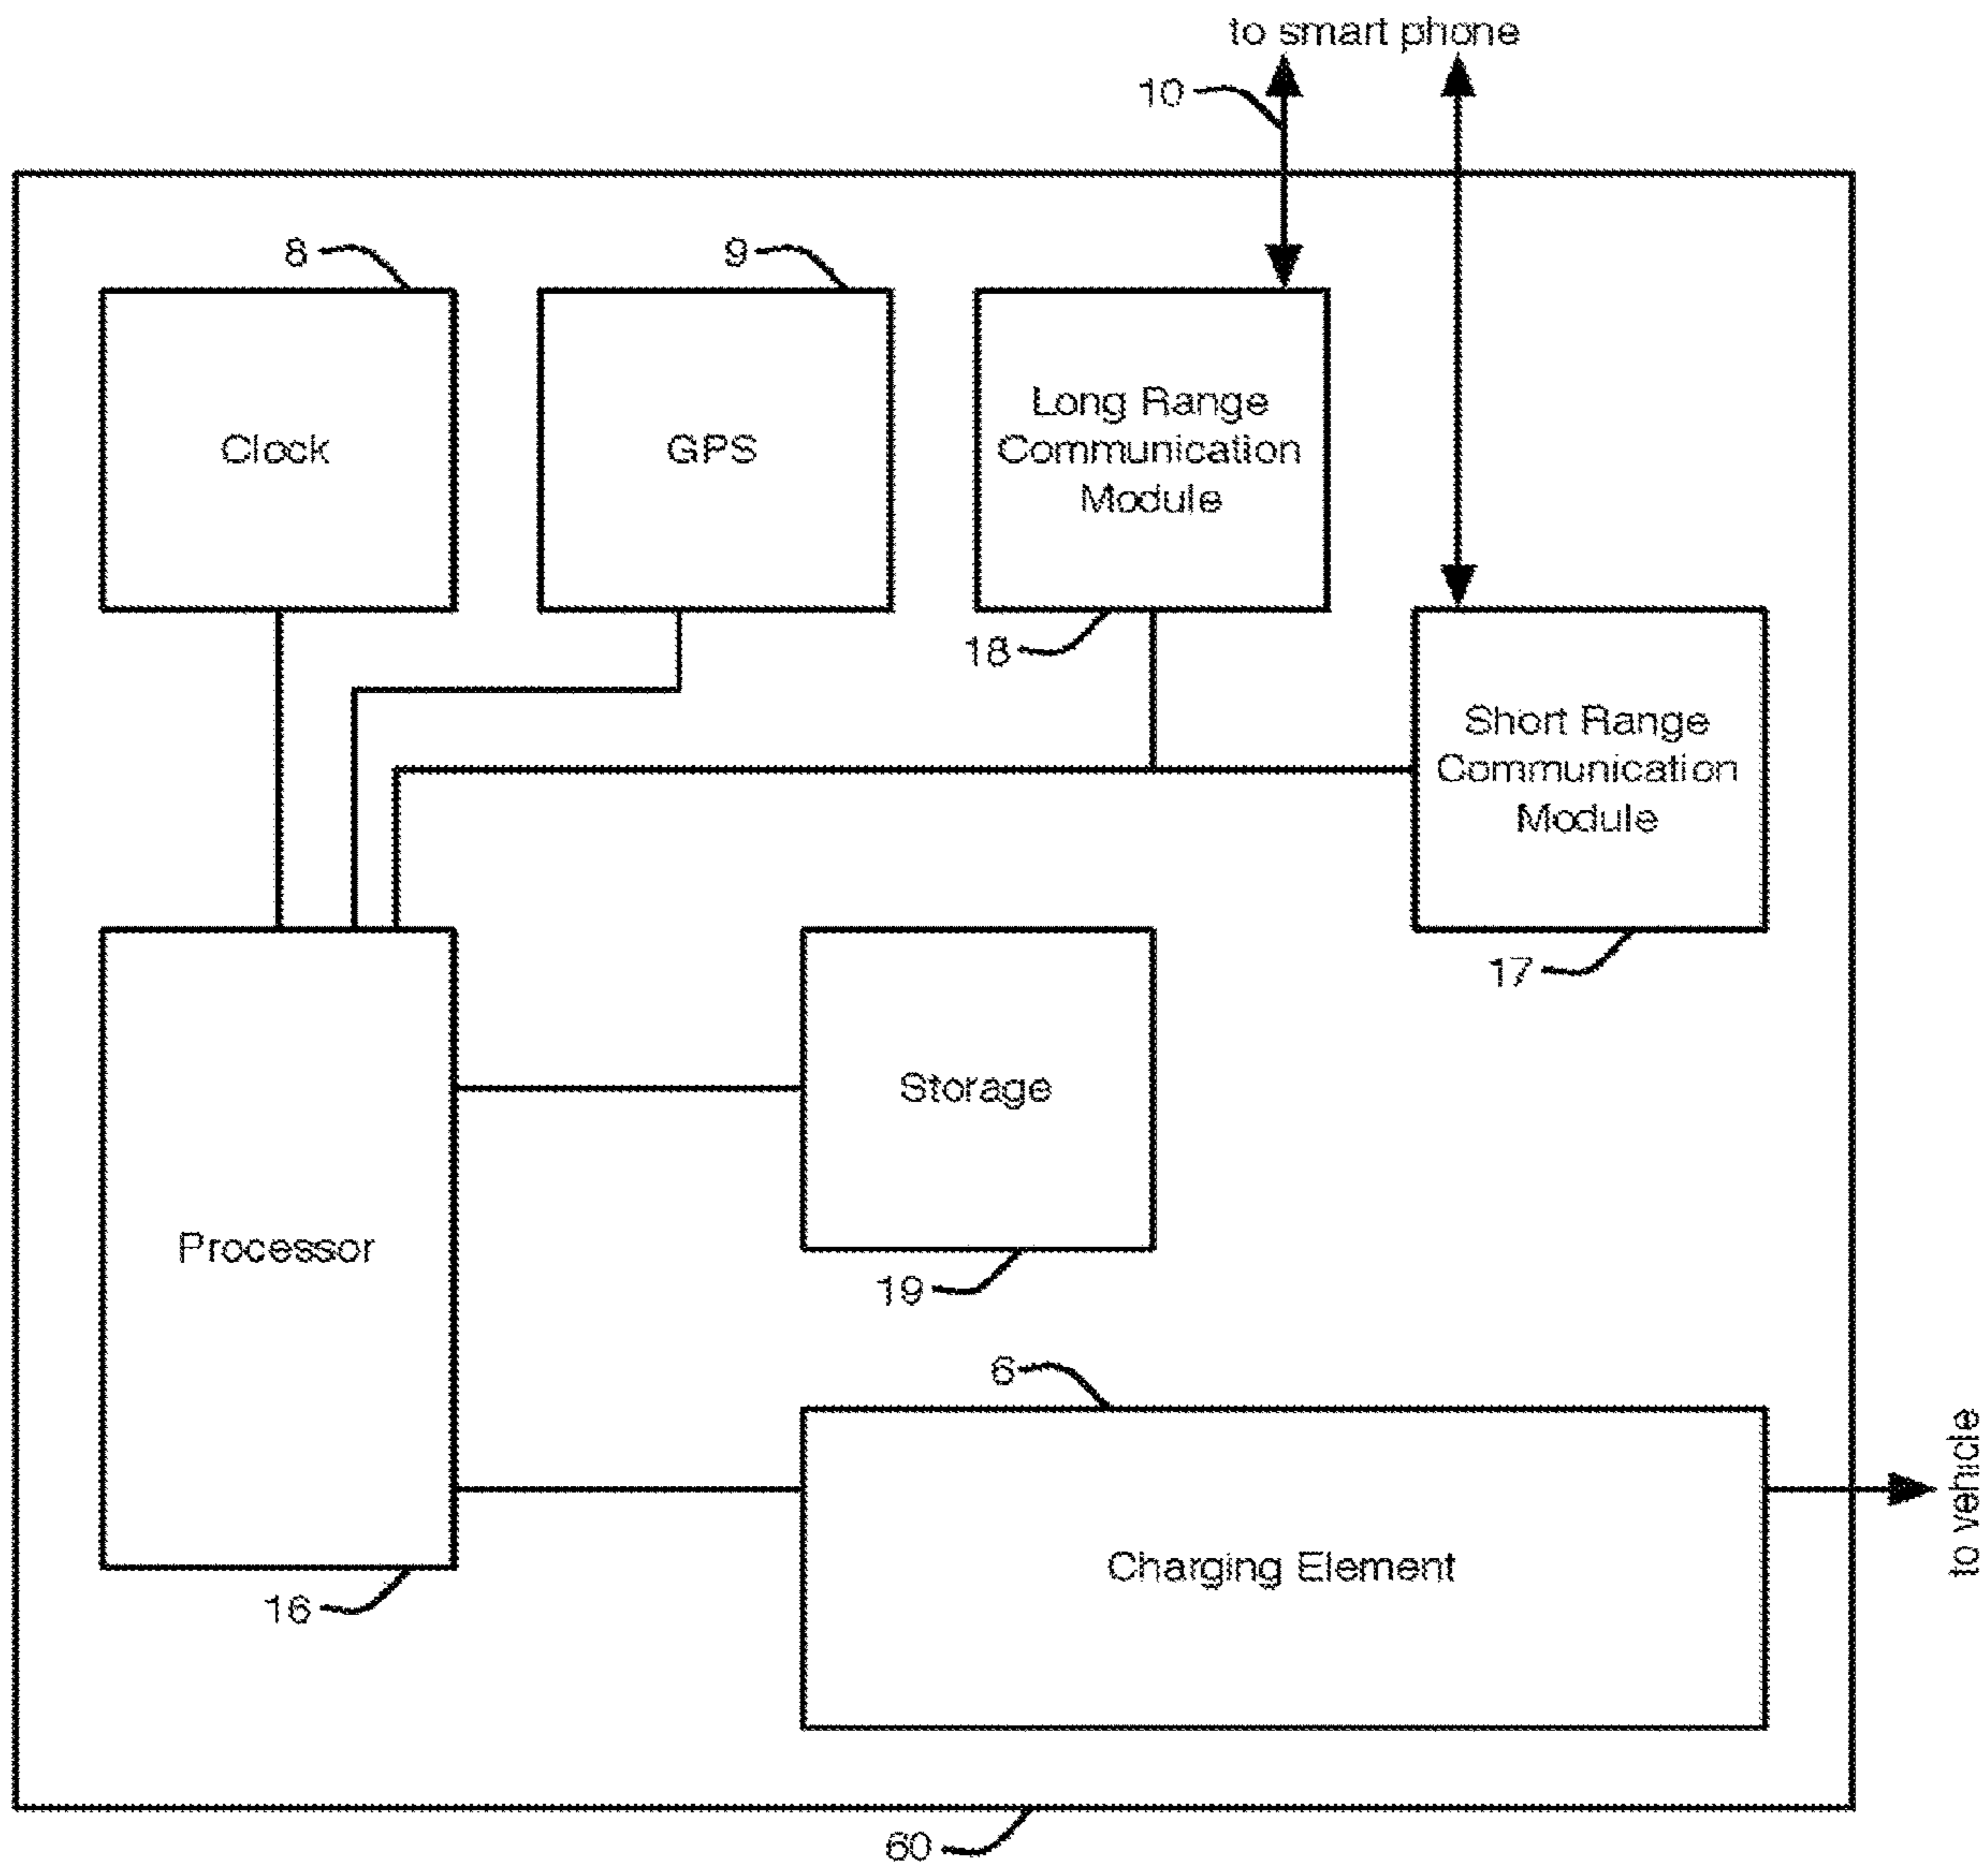 to smart phone
10
8
9
Clock
GPS
Long Range
Communication
Module
18
Short Range
Communication
Module
17
Storage
Processor
19
6
Charging Element
to vehicle
16
60